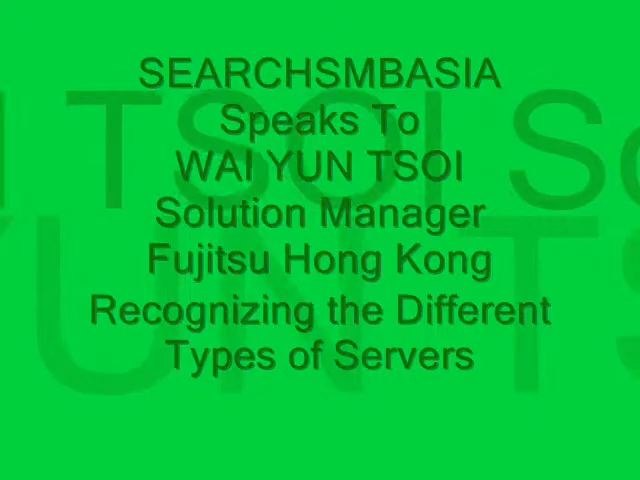 SEARCHSMBASIA
Speaks To
WAI YUN TSOI
Solution Manager
Fujitsu Hong Kong
Recognizing the Different
Types of Servers